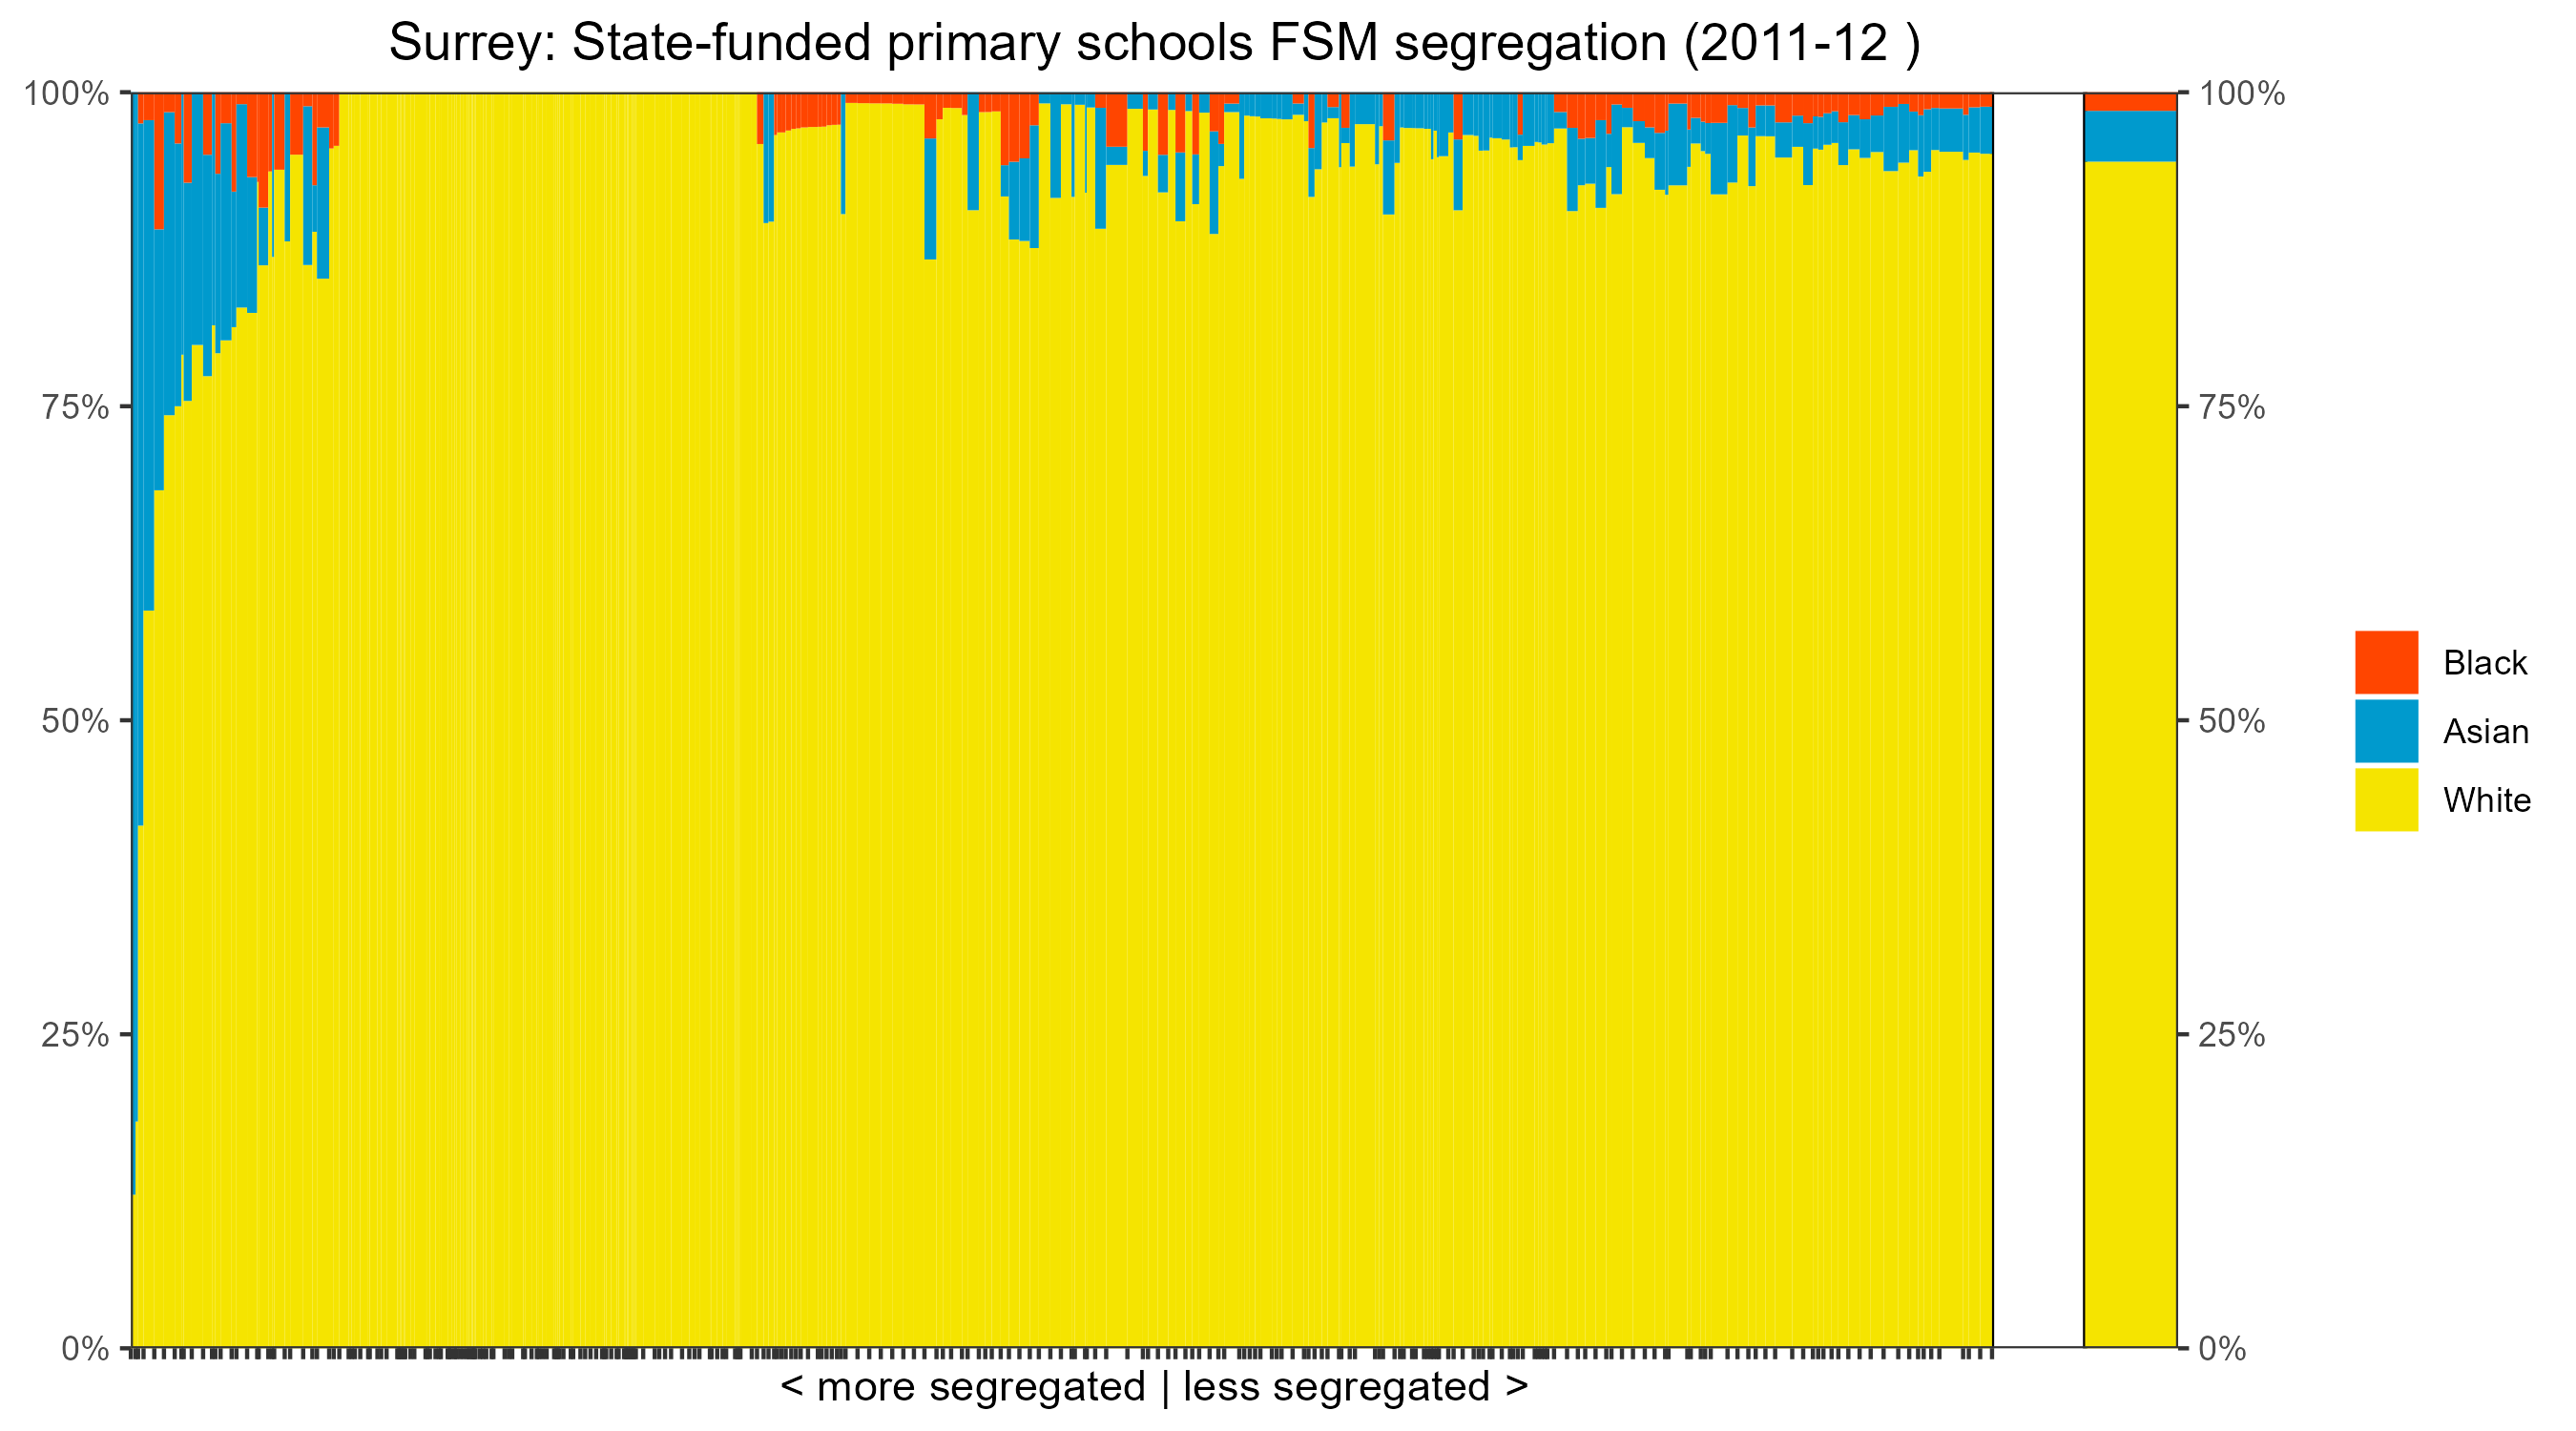 Surrey: State-funded primary schools FSM segregation (2011-12 )
100%
75%
50%
25%
0%
100%
75%
50%
25%
0%
Black
Asian
White
< more segregated | less segregated >